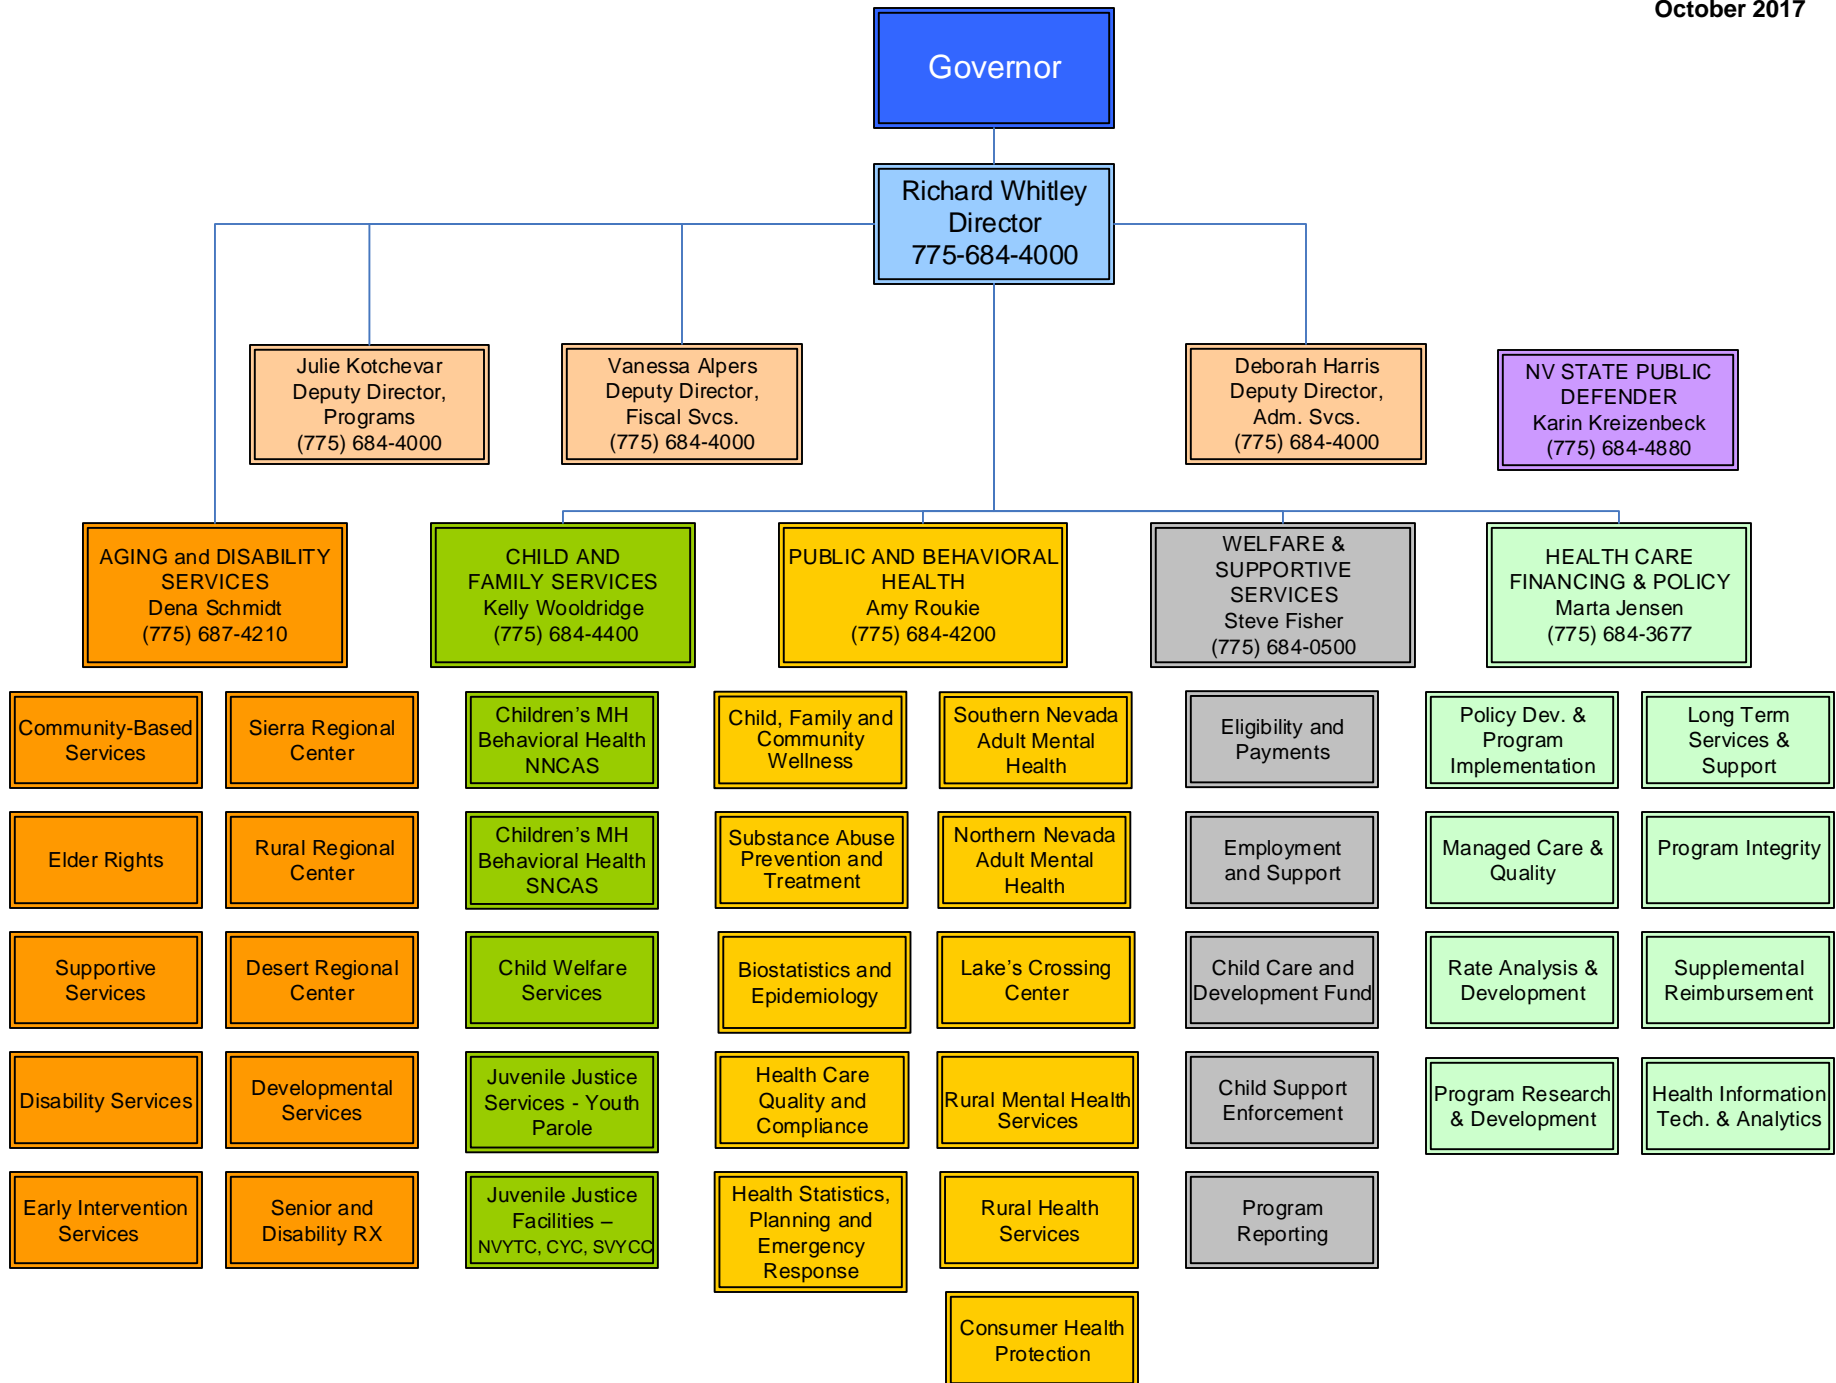 October 2017
Governor
Richard Whitley
Director
775-684-4000
Julie Kotchevar
Deputy Director,
Programs
(775) 684-4000
Vanessa Alpers
Deputy Director,
Fiscal Svcs.
(775) 684-4000
Deborah Harris
Deputy Director,
Adm. Svcs.
(775) 684-4000
NV STATE PUBLIC
DEFENDER
Karin Kreizenbeck
(775) 684-4880
AGING and DISABILITY
SERVICES
Dena Schmidt
(775) 687-4210
CHILD AND
FAMILY SERVICES
Kelly Wooldridge
(775) 684-4400
PUBLIC AND BEHAVIORAL
HEALTH
Amy Roukie
(775) 684-4200
WELFARE &
SUPPORTIVE
SERVICES
Steve Fisher
(775) 684-0500
HEALTH CARE
FINANCING & POLICY
Marta Jensen
(775) 684-3677
Community-Based
Services
Sierra Regional
Center
Children's MH
Behavioral Health
NNCAS
Child, Family and
Community
Wellness
Southern Nevada
Adult Mental
Health
Eligibility and
Payments
Policy Dev. &
Program
Implementation
Long Term
Services &
Support
Elder Rights
Rural Regional
Center
Children's MH
Behavioral Health
SNCAS
Substance Abuse
Prevention and
Treatment
Northern Nevada
Adult Mental
Health
Employment
and Support
Managed Care &
Quality
Program Integrity
Supportive
Services
Desert Regional
Center
Child Welfare
Services
Biostatistics and
Epidemiology
Lake's Crossing
Center
Child Care and
Development Fund
Rate Analysis &
Development
Supplemental
Reimbursement
Disability Services
Developmental
Services
Juvenile Justice
Services - Youth
Parole
Health Care
Quality and
Compliance
Rural Mental Health
Services
Child Support
Enforcement
Program Research
& Development
Health Information
Tech. & Analytics
Early Intervention
Services
Senior and
Disability RX
Juvenile Justice
Facilities –
NVYTC, CYC, SVYCC
Health Statistics,
Planning and
Emergency
Response
Rural Health
Services
Program
Reporting
Consumer Health
Protection